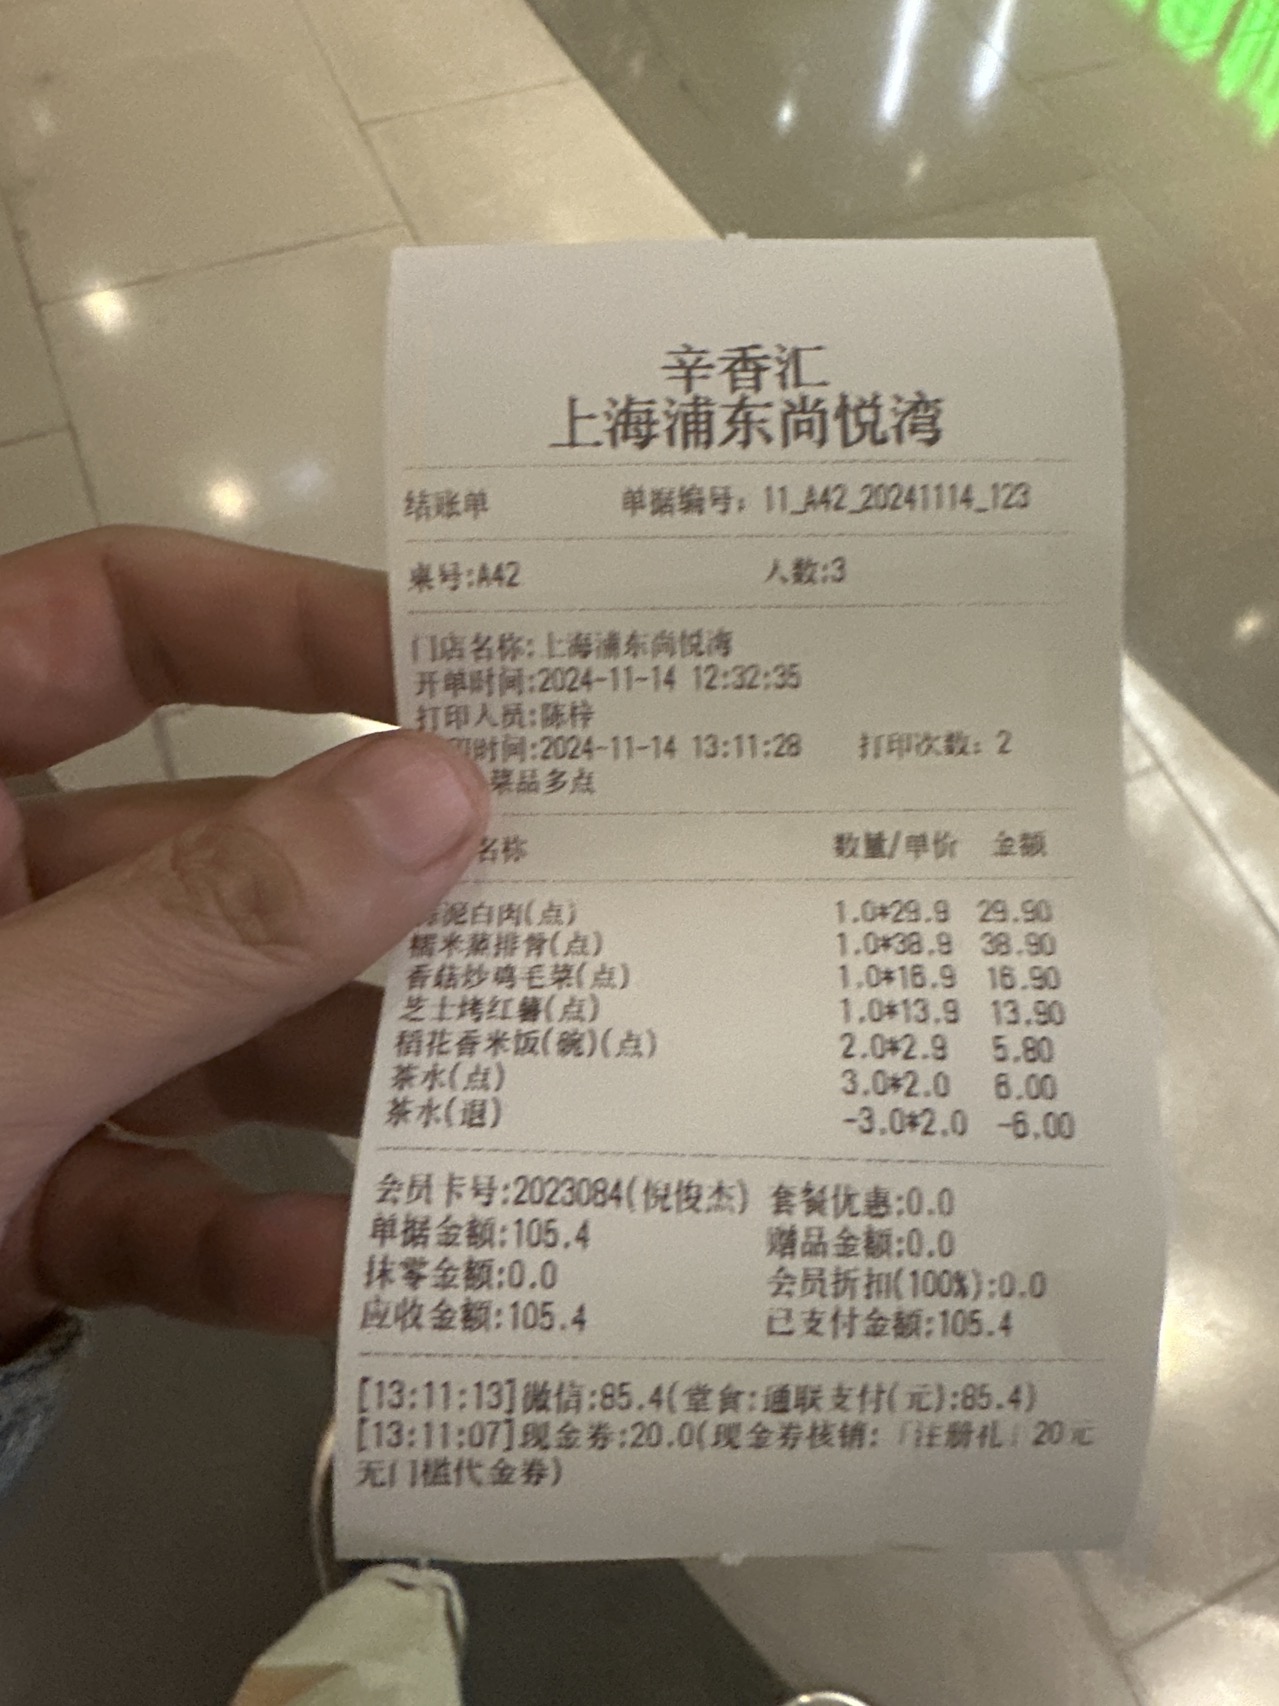 辛香汇
上海浦东尚悦湾
结账单 单据编号: 11_A42_20241114_123
桌号:A42 人数:3
门店名称:上海浦东尚悦湾
开单时间:2024-11-14 12:32:35
打印人员:陈梓
时间:2024-11-14 13:11:28 打印次数: 2
菜品多点
名称 数量/单价 金额
泥白肉(点) 1.0*29.9 29.90
糯米蒸排骨(点) 1.0*38.9 38.90
香菇炒鸡毛菜(点) 1.0*16.9 16.90
芝士烤红薯(点) 1.0*13.9 13.90
稻花香米饭(碗)(点) 2.0*2.9 5.80
茶水(点) 3.0*2.0 6.00
茶水(退) -3.0*2.0 -6.00
会员卡号:2023084(倪俊杰) 套餐优惠:0.0
单据金额:105.4 赠品金额:0.0
抹零金额:0.0 会员折扣(100%):0.0
应收金额:105.4 已支付金额:105.4
[13:11:13]微信:85.4(堂食:通联支付(元):85.4)
[13:11:07]现金券:20.0(现金券核销:「注册礼」20元
无门槛代金券)